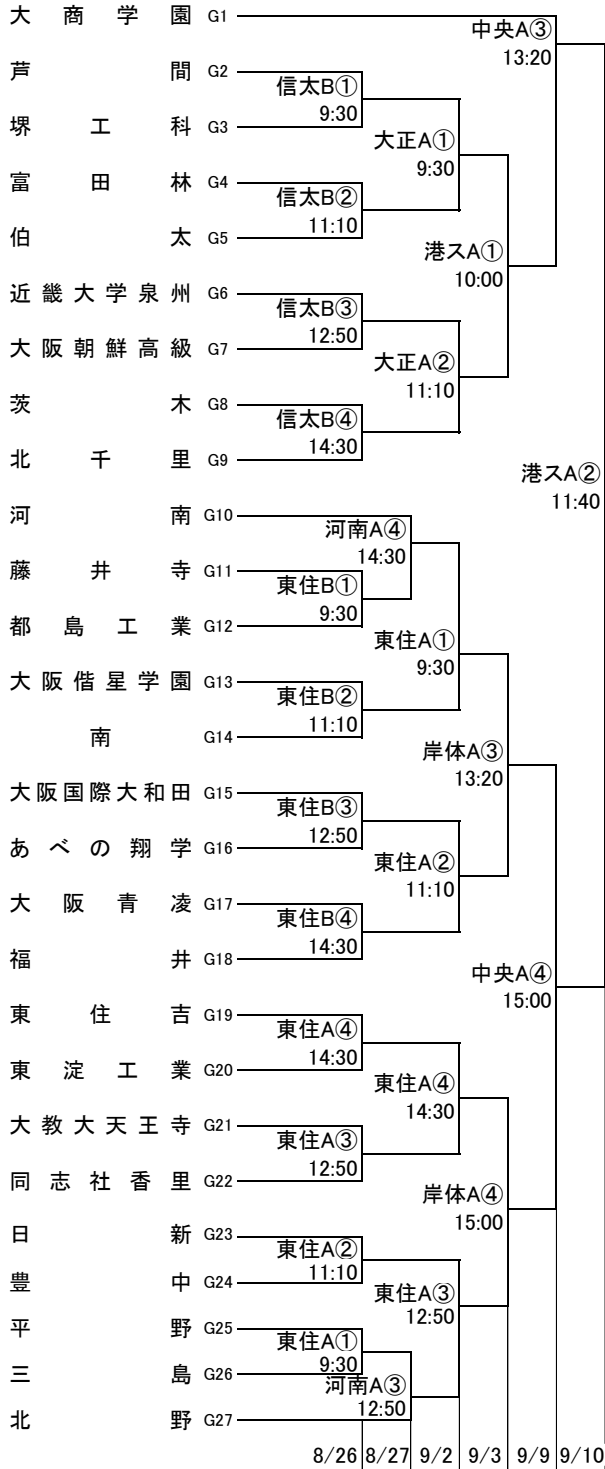 大商学園 G1
中央A③
13:20
芦間 G2
信太B①
9:30
堺工科 G3
大正A①
9:30
富田林 G4
信太B②
11:10
伯太 G5
港スA①
10:00
近畿大学泉州 G6
信太B③
12:50
大阪朝鮮高級 G7
大正A②
11:10
茨木 G8
信太B④
14:30
北千里 G9
港スA②
11:40
河南 G10
河南A④
14:30
藤井寺 G11
東住B①
9:30
都島工業 G12
東住A①
9:30
大阪偕星学園 G13
東住B②
11:10
南 G14
岸体A③
13:20
大阪国際大和田 G15
東住B③
12:50
あべの翔学 G16
東住A②
11:10
大阪青凌 G17
東住B④
14:30
福井 G18
中央A④
15:00
東住吉 G19
東住A④
14:30
東淀工業 G20
東住A④
14:30
大教大天王寺 G21
東住A③
12:50
同志社香里 G22
岸体A④
15:00
日新 G23
東住A②
11:10
豊中 G24
東住A③
12:50
平野 G25
東住A①
9:30
三島 G26
河南A③
12:50
北野 G27
8/26 8/27 9/2 9/3 9/9 9/10